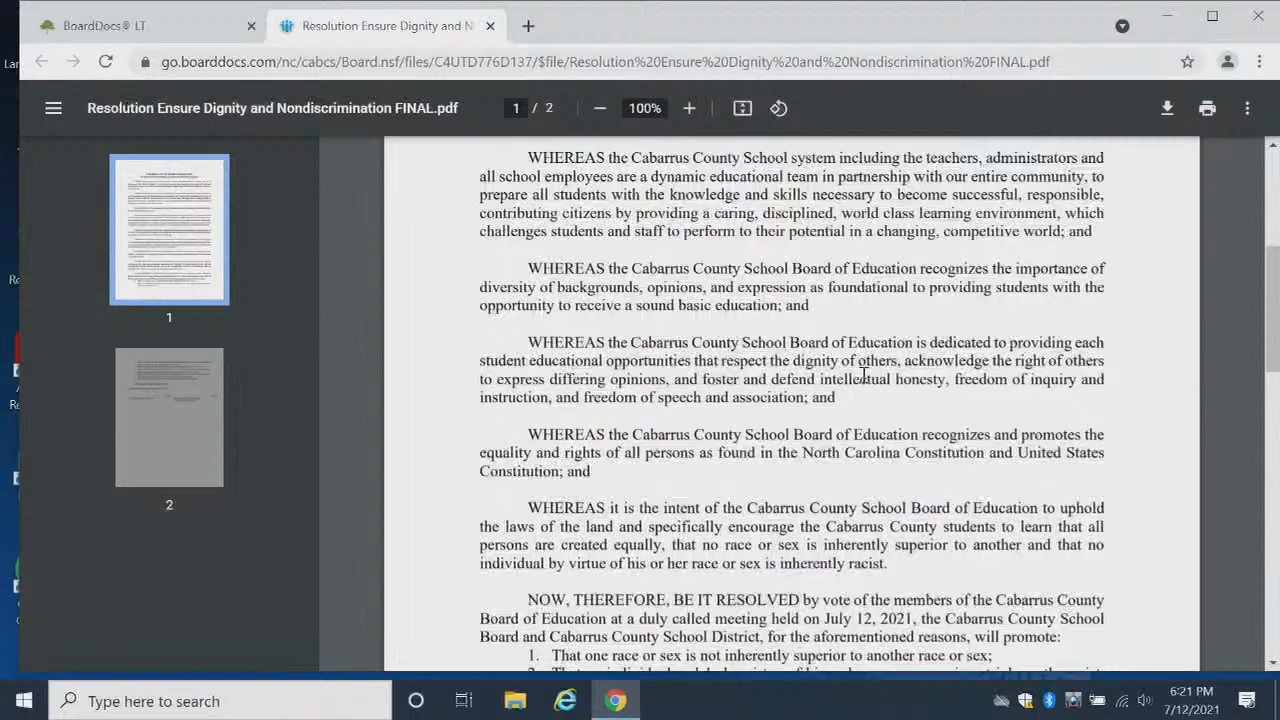 BoardDocs® LT
Resolution Ensure Dignity and N
go.boarddocs.com/nc/cabcs/Board.nsf/files/C4UTD776D137/$file/Resolution%20Ensure%20Dignity%20and%20Nondiscrimination%20FINAL.pdf
Resolution Ensure Dignity and Nondiscrimination FINAL.pdf
1 / 2
100%
WHEREAS the Cabarrus County School system including the teachers, administrators and
all school employees are a dynamic educational team in partnership with our entire community, to
prepare all students with the knowledge and skills necessary to become successful, responsible,
contributing citizens by providing a caring, disciplined, world class learning environment, which
challenges students and staff to perform to their potential in a changing, competitive world; and
WHEREAS the Cabarrus County School Board of Education recognizes the importance of
diversity of backgrounds, opinions, and expression as foundational to providing students with the
opportunity to receive a sound basic education; and
WHEREAS the Cabarrus County School Board of Education is dedicated to providing each
student educational opportunities that respect the dignity of others, acknowledge the right of others
to express differing opinions, and foster and defend intellectual honesty, freedom of inquiry and
instruction, and freedom of speech and association; and
WHEREAS the Cabarrus County School Board of Education recognizes and promotes the
equality and rights of all persons as found in the North Carolina Constitution and United States
Constitution; and
WHEREAS it is the intent of the Cabarrus County School Board of Education to uphold
the laws of the land and specifically encourage the Cabarrus County students to learn that all
persons are created equally, that no race or sex is inherently superior to another and that no
individual by virtue of his or her race or sex is inherently racist.
NOW, THEREFORE, BE IT RESOLVED by vote of the members of the Cabarrus County
Board of Education at a duly called meeting held on July 12, 2021, the Cabarrus County School
Board and Cabarrus County School District, for the aforementioned reasons, will promote:
1. That one race or sex is not inherently superior to another race or sex;
1
2
Type here to search
6:21 PM
7/12/2021